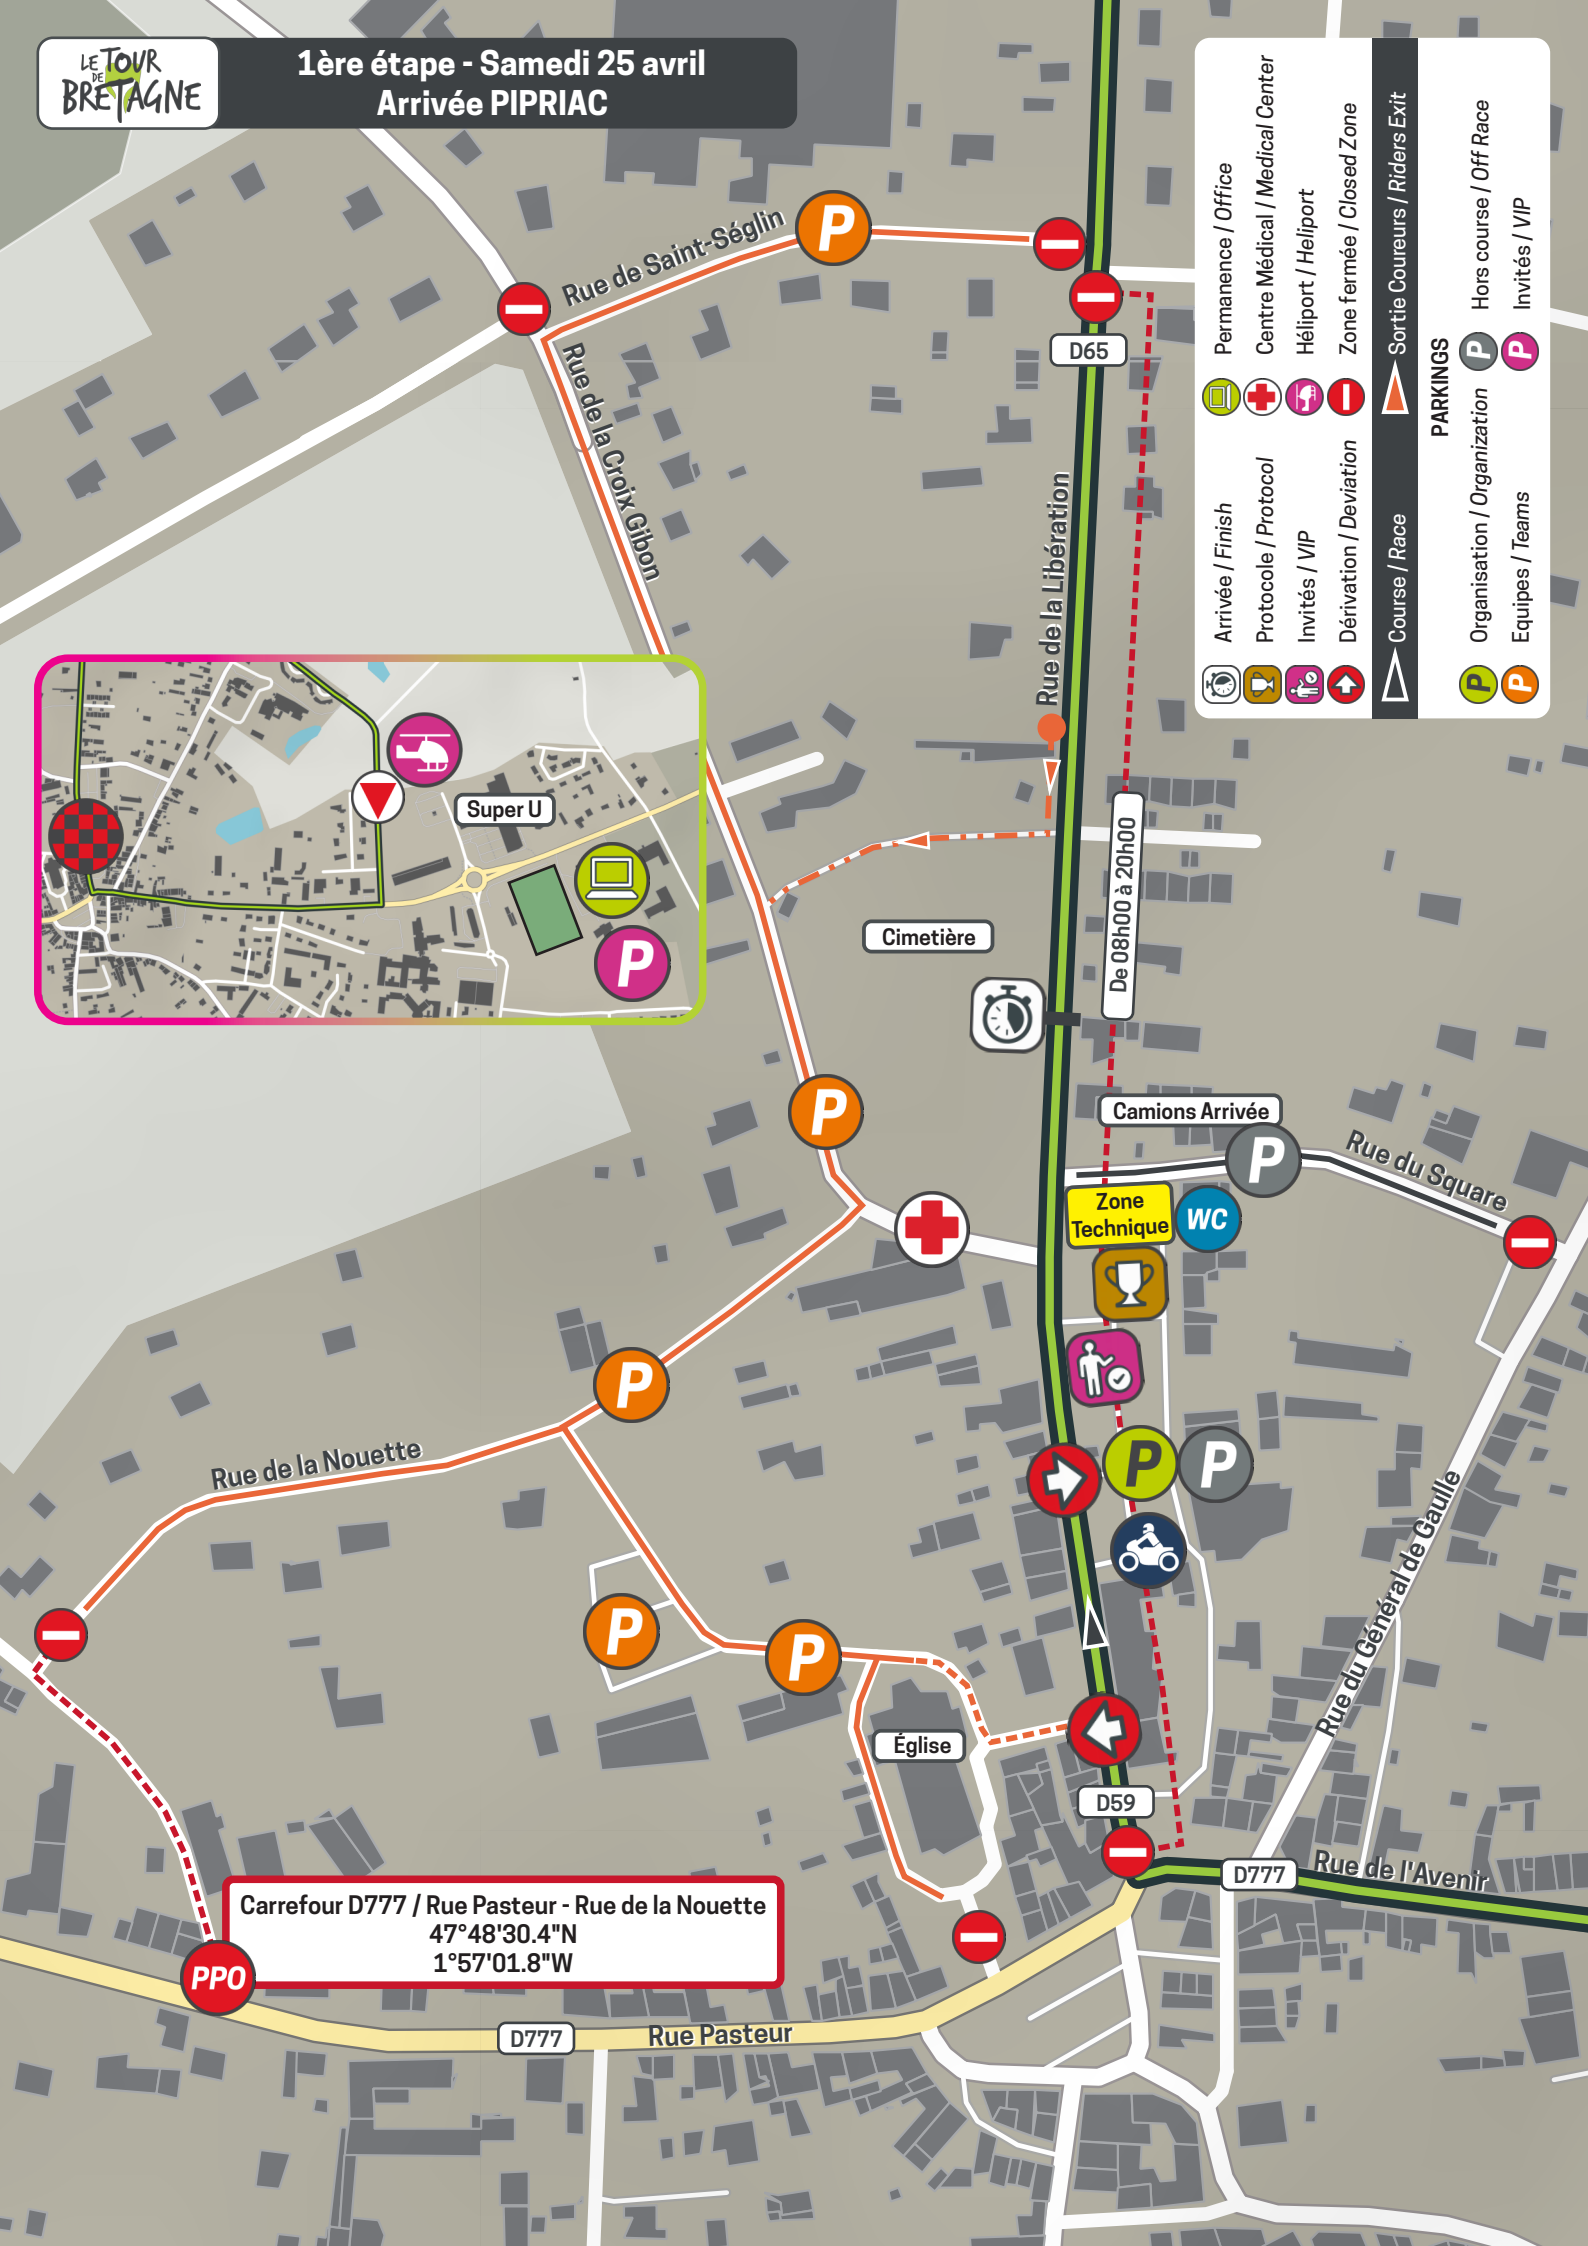 LE TOUR
DE
BRETAGNE
1ère étape - Samedi 25 avril
Arrivée PIPRIAC
Arrivée / Finish
Protocole / Protocol
Invités / VIP
Dérivation / Deviation
Permanence / Office
Centre Médical / Medical Center
Héliport / Heliport
Zone fermée / Closed Zone
Course / Race
Sortie Coureurs / Riders Exit
PARKINGS
P Organisation / Organization
P Equipes / Teams
P Hors course / Off Race
P Invités / VIP
Rue de Saint-Séglin
P
D65
Rue de la Croix Gibon
Rue de la Libération
Super U
P
De 08h00 à 20h00
Cimetière
P
Camions Arrivée
P
Rue du Square
Zone
Technique
WC
P
P
P
Rue de la Nouette
Rue du Général de Gaulle
P
P
Église
D59
D777
Rue de l'Avenir
Carrefour D777 / Rue Pasteur - Rue de la Nouette
47°48'30.4"N
1°57'01.8"W
PPO
D777
Rue Pasteur